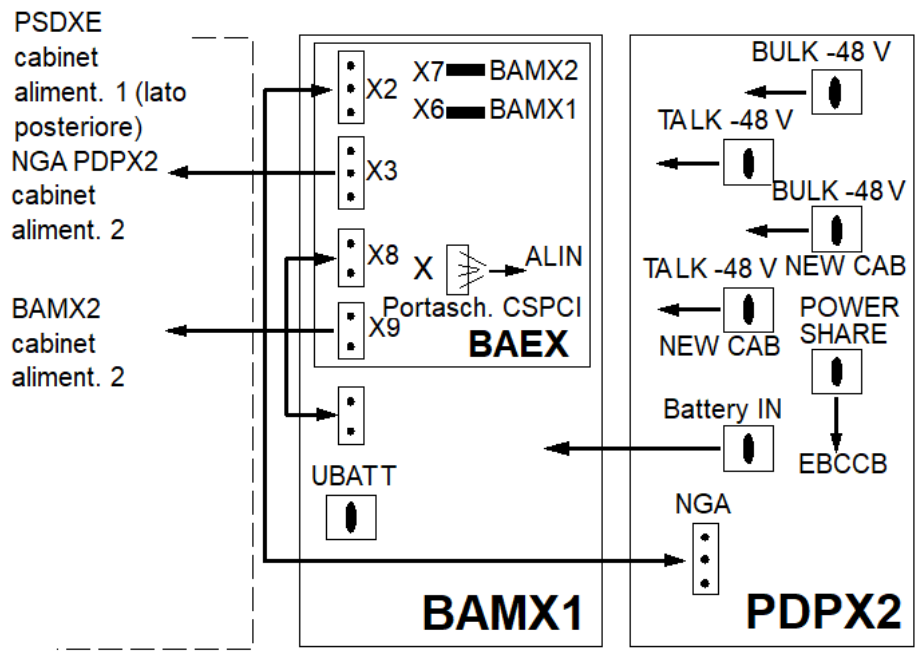 PSDXE
cabinet
aliment. 1 (lato
posteriore)
NGA PDPX2
cabinet
aliment. 2
BAMX2
cabinet
aliment. 2
X2
X7 BAMX2
X6 BAMX1
X3
X8
X
ALIN
Portasch. CSPCI
X9
BAEX
UBATT
BAMX1
BULK -48 V
TALK -48 V
BULK -48 V
NEW CAB
TALK -48 V
NEW CAB
POWER
SHARE
Battery IN
EBCCB
NGA
PDPX2